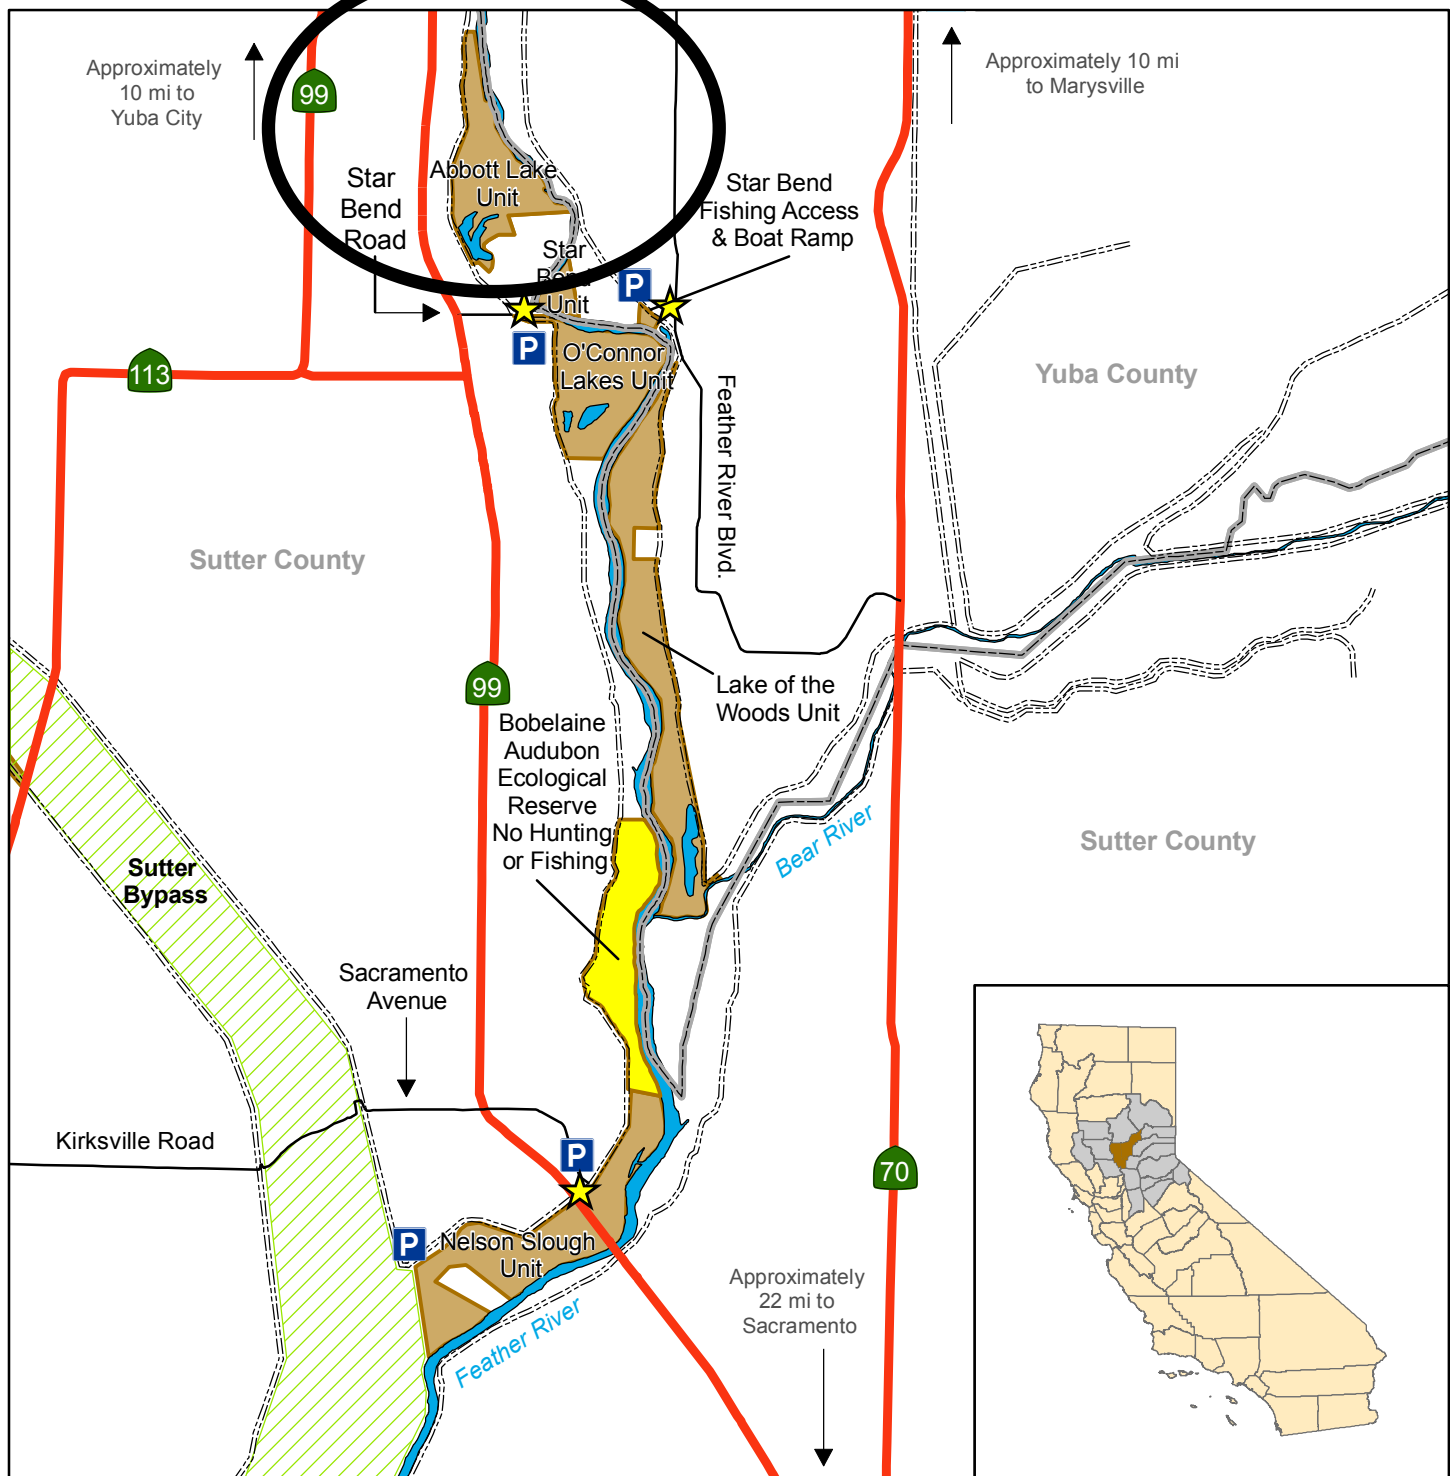 Approximately
10 mi to
Yuba City
99
Approximately 10 mi
to Marysville
Abbott Lake
Unit
Star
Bend
Road
Star Bend
Fishing Access
& Boat Ramp
Star
Bend
Unit
P
P
O'Connor
Lakes Unit
113
Feather River Blvd.
Yuba County
Sutter County
99
Lake of the
Woods Unit
Bobelaine
Audubon
Ecological
Reserve
No Hunting
or Fishing
Bear River
Sutter County
Sutter
Bypass
Sacramento
Avenue
Kirksville Road
P
70
P
Nelson Slough
Unit
Feather River
Approximately
22 mi to
Sacramento